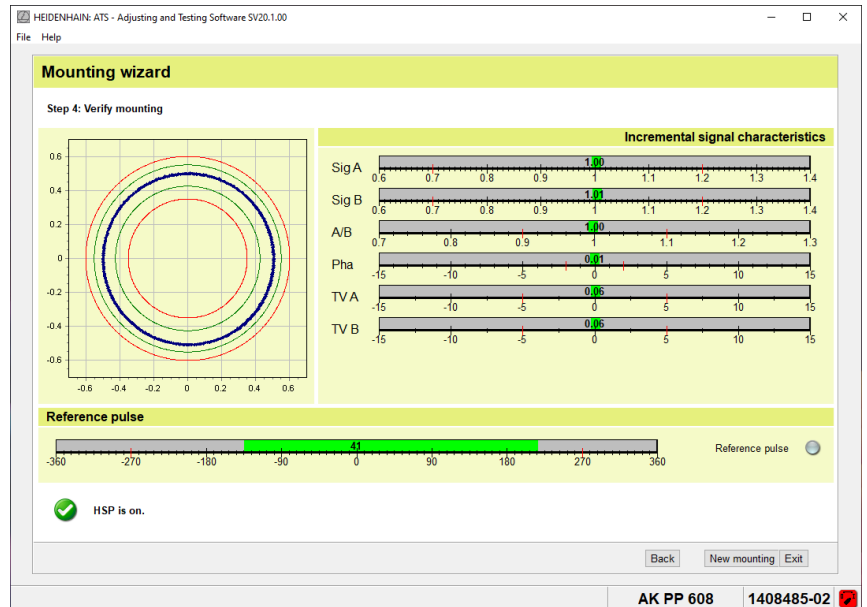 HEIDENHAIN: ATS - Adjusting and Testing Software SV20.1.00
File Help
Mounting wizard
Step 4: Verify mounting
Incremental signal characteristics
0.6
0.4
0.2
0
-0.2
-0.4
-0.6
-0.6 -0.4 -0.2 0 0.2 0.4 0.6
Sig A 1.00
0.6 0.7 0.8 0.9 1 1.1 1.2 1.3 1.4
Sig B 1.01
0.6 0.7 0.8 0.9 1 1.1 1.2 1.3 1.4
A/B 1.00
0.7 0.8 0.9 1 1.1 1.2 1.3
Pha 0.01
-15 -10 -5 0 5 10 15
TV A 0.06
-15 -10 -5 0 5 10 15
TV B 0.06
-15 -10 -5 0 5 10 15
Reference pulse
41
-360 -270 -180 -90 0 90 180 270 360
Reference pulse
HSP is on.
Back New mounting Exit
AK PP 608 1408485-02